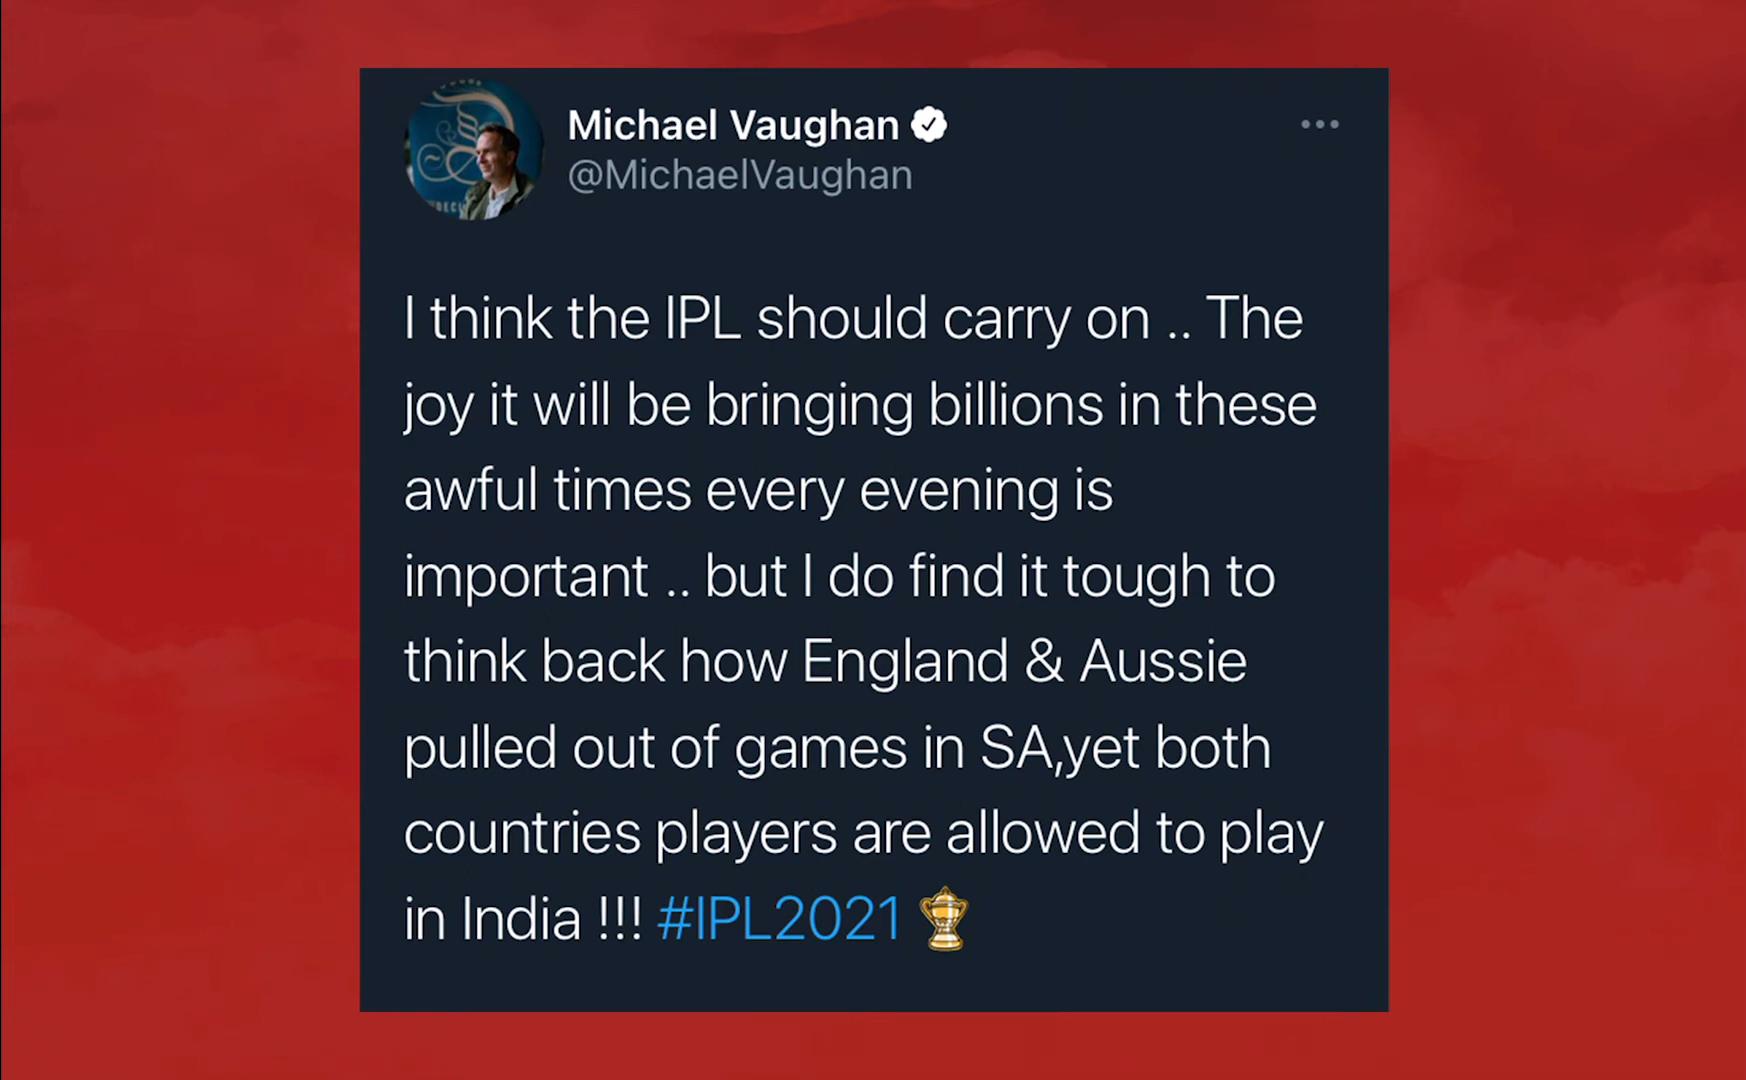 Michael Vaughan
@MichaelVaughan
I think the IPL should carry on .. The
joy it will be bringing billions in these
awful times every evening is
important .. but I do find it tough to
think back how England & Aussie
pulled out of games in SA,yet both
countries players are allowed to play
in India !!! #IPL2021